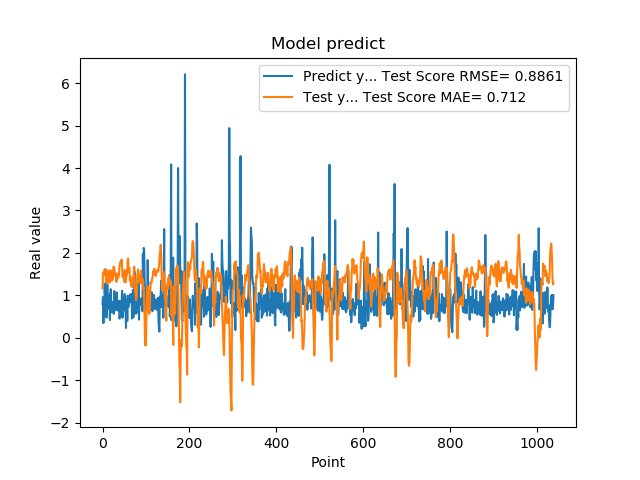 Model predict
Predict y... Test Score RMSE= 0.8861
Test y... Test Score MAE= 0.712
Real value
6
5
4
3
2
1
0
−1
−2
0 200 400 600 800 1000
Point